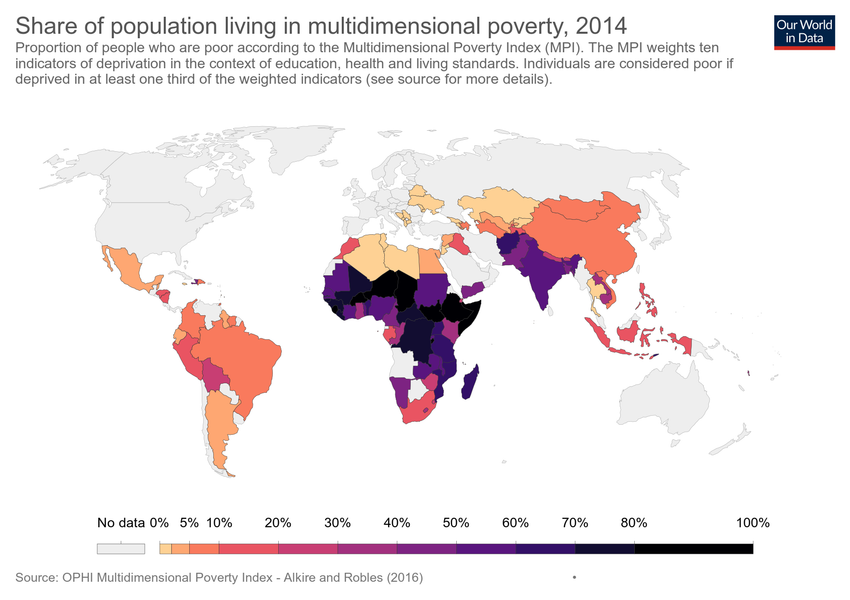 Share of population living in multidimensional poverty, 2014
Our World
in Data
Proportion of people who are poor according to the Multidimensional Poverty Index (MPI). The MPI weights ten
indicators of deprivation in the context of education, health and living standards. Individuals are considered poor if
deprived in at least one third of the weighted indicators (see source for more details).
No data 0% 5% 10% 20% 30% 40% 50% 60% 70% 80% 100%
Source: OPHI Multidimensional Poverty Index - Alkire and Robles (2016) •